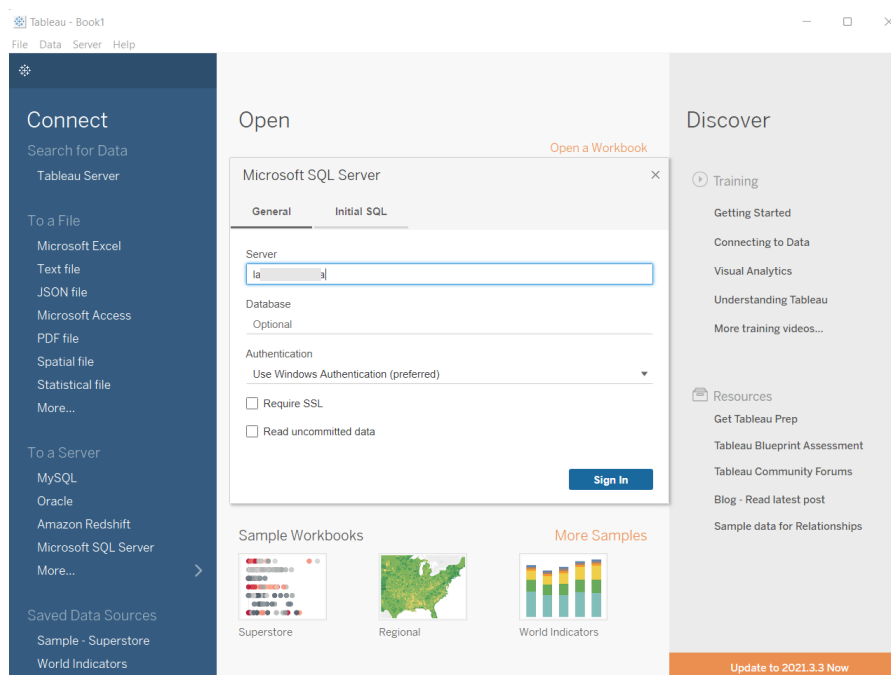 Tableau - Book1
File Data Server Help
Connect
Search for Data
Tableau Server
To a File
Microsoft Excel
Text file
JSON file
Microsoft Access
PDF file
Spatial file
Statistical file
More...
To a Server
MySQL
Oracle
Amazon Redshift
Microsoft SQL Server
More...
Saved Data Sources
Sample - Superstore
World Indicators
Open
Open a Workbook
Microsoft SQL Server
General Initial SQL
Server
la a
Database
Optional
Authentication
Use Windows Authentication (preferred)
Require SSL
Read uncommitted data
Sign In
Sample Workbooks
More Samples
Superstore
Regional
World Indicators
Discover
Training
Getting Started
Connecting to Data
Visual Analytics
Understanding Tableau
More training videos...
Resources
Get Tableau Prep
Tableau Blueprint Assessment
Tableau Community Forums
Blog - Read latest post
Sample data for Relationships
Update to 2021.3.3 Now